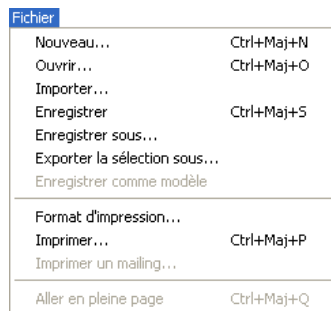 Fichier
Nouveau... Ctrl+Maj+N
Ouvrir... Ctrl+Maj+O
Importer...
Enregistrer Ctrl+Maj+S
Enregistrer sous...
Exporter la sélection sous...
Enregistrer comme modèle
Format d'impression...
Imprimer... Ctrl+Maj+P
Imprimer un mailing...
Aller en pleine page Ctrl+Maj+Q